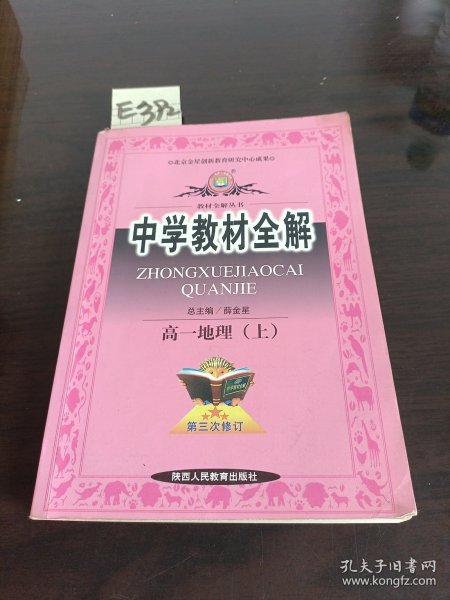 E392
◎北京金星创新教育研究中心成果◎
教材全解丛书
中学教材全解
ZHONGXUEJIAOCAI
QUANJIE
总主编/薛金星
高一地理（上）
第三次修订
陕西人民教育出版社
孔夫子旧书网
www.kongfz.com